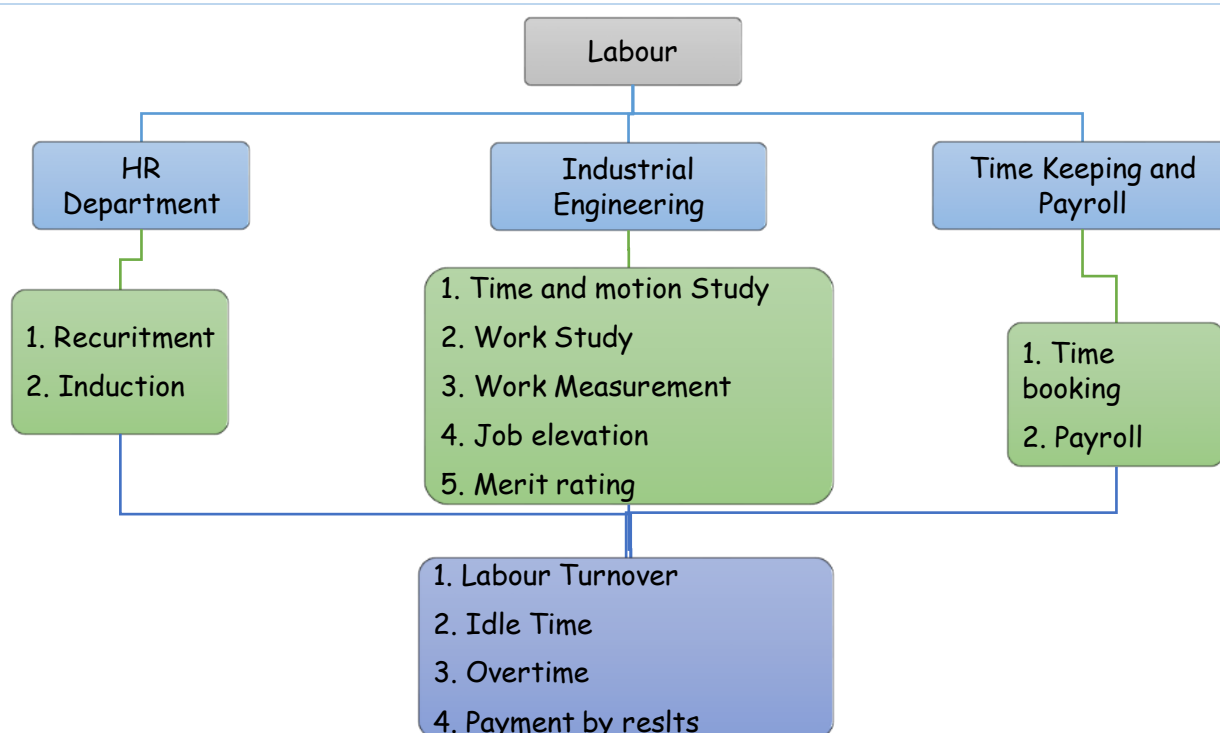 Labour
HR
Department
Industrial
Engineering
Time Keeping and
Payroll
1. Recuritment
2. Induction
1. Time and motion Study
2. Work Study
3. Work Measurement
4. Job elevation
5. Merit rating
1. Time
booking
2. Payroll
1. Labour Turnover
2. Idle Time
3. Overtime
4. Payment by reslts